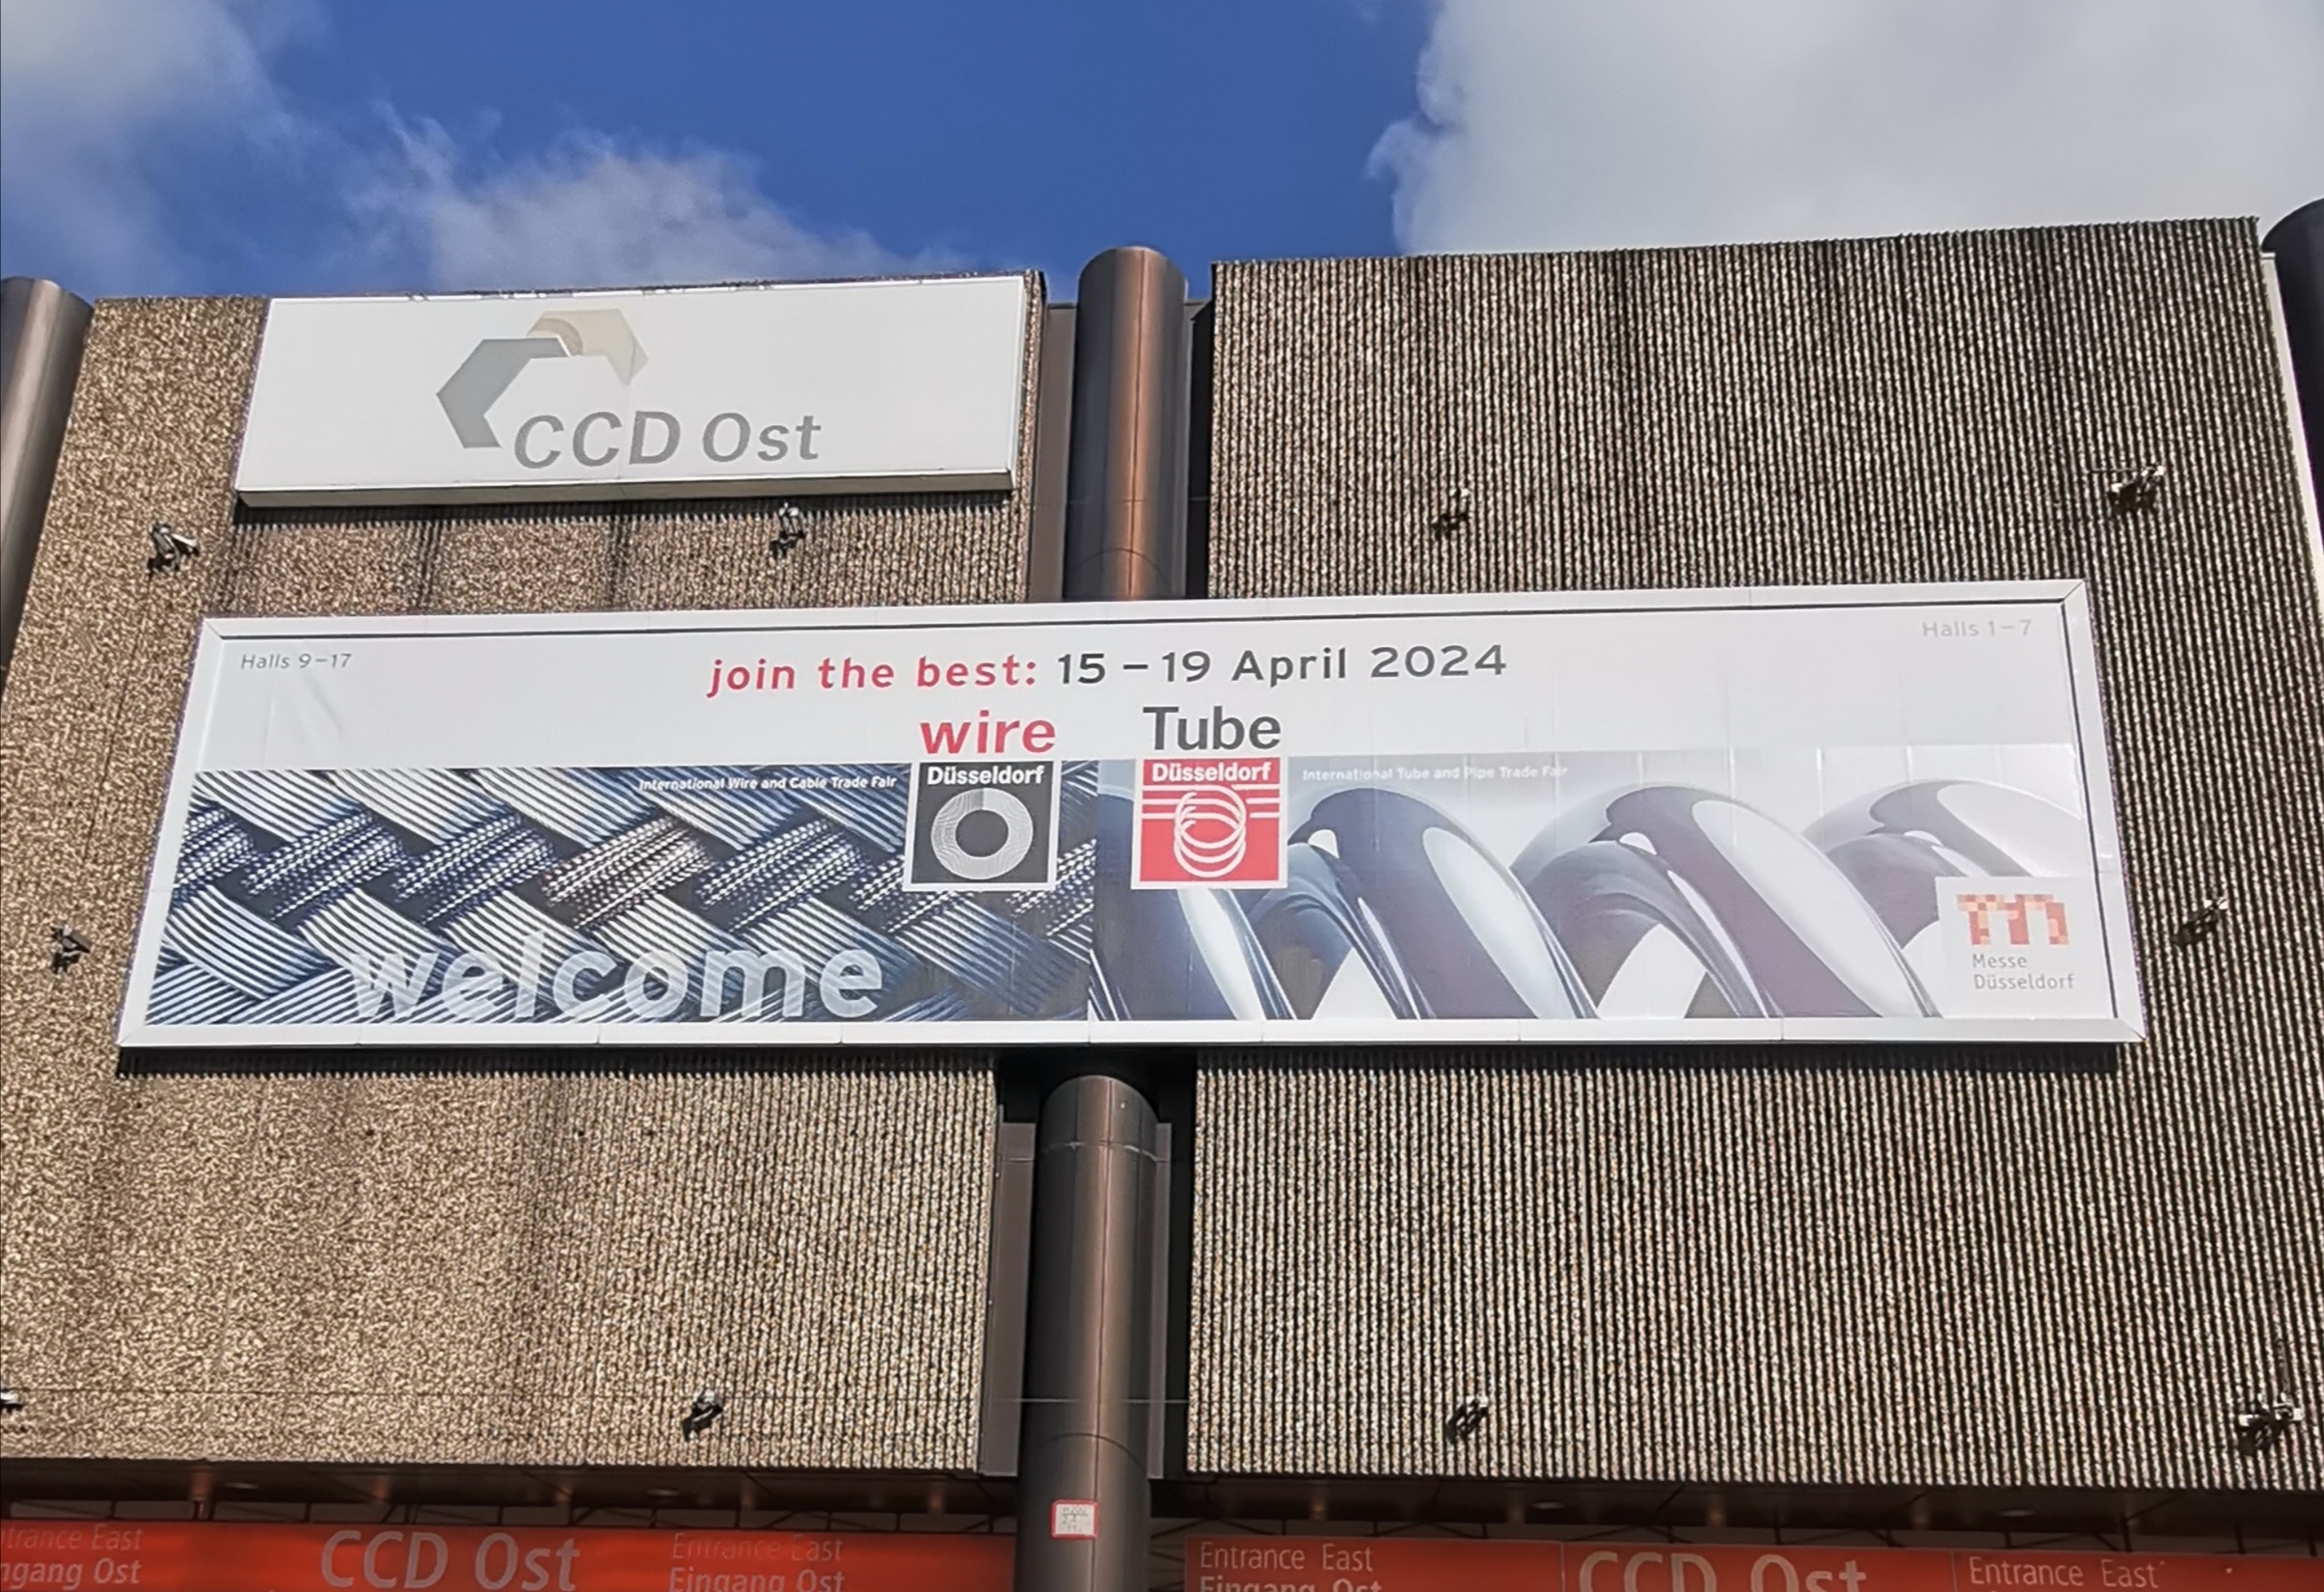 CCD Ost
Halls 9–17
Halls 1–7
join the best: 15 – 19 April 2024
wire
Tube
International Wire and Cable Trade Fair
Düsseldorf
Düsseldorf
International Tube and Pipe Trade Fair
welcome
m
Messe
Düsseldorf
Entrance East
Eingang Ost
CCD Ost
Entrance East
Eingang Ost
Entrance East
Eingang Ost
CCD Ost
Entrance East